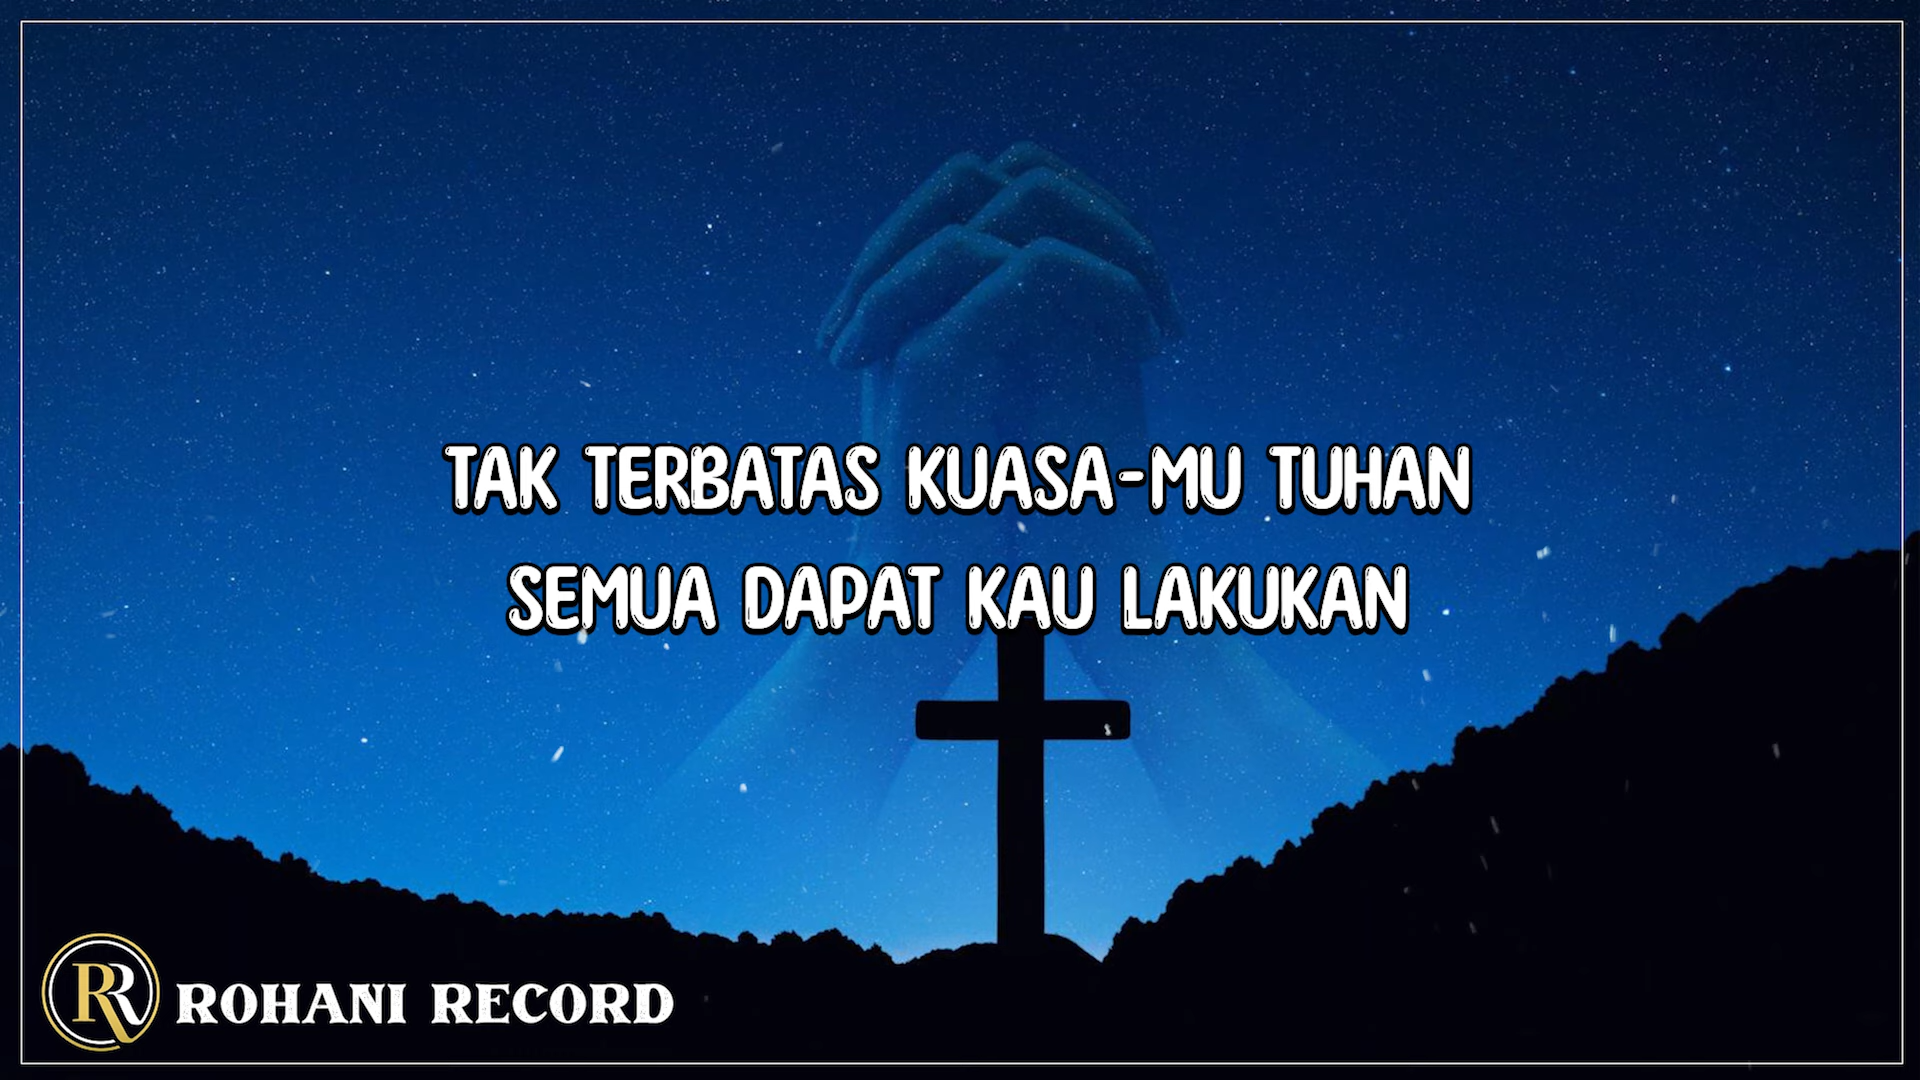 TAK TERBATAS KUASA-MU TUHAN
SEMUA DAPAT KAU LAKUKAN
RR ROHANI RECORD